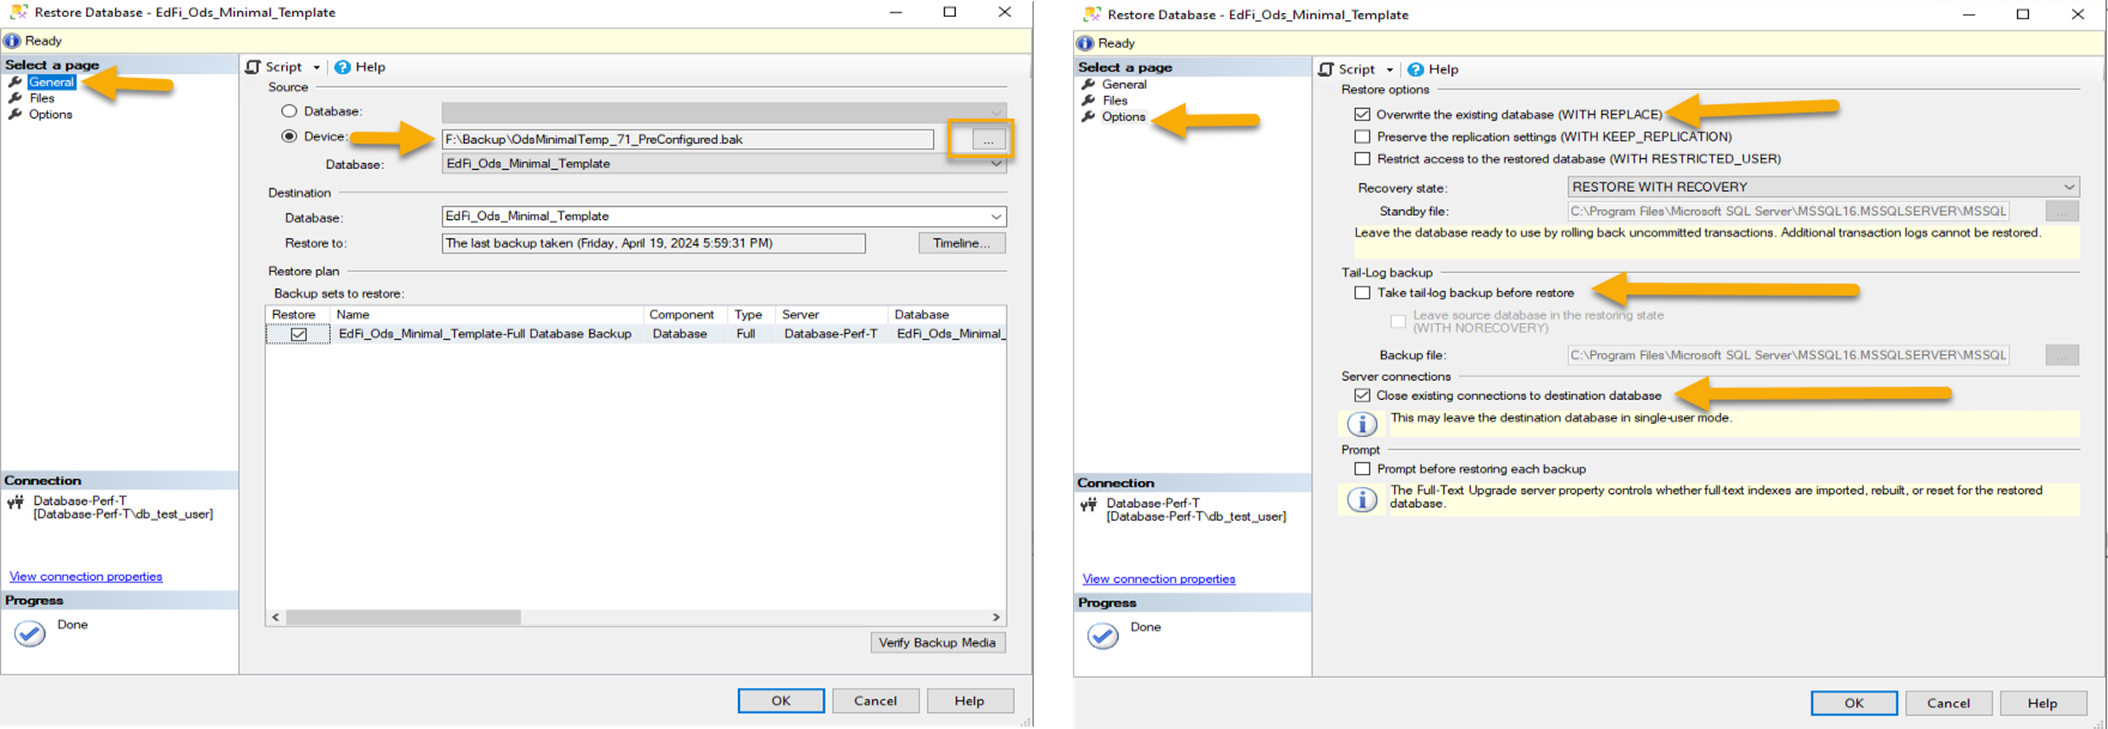 Restore Database - EdFi_Ods_Minimal_Template
Ready
Select a page
General
Files
Options
Script
Help
Source
Database:
Device:
F:\Backup\OdsMinimalTemp_71_PreConfigured.bak
...
Database:
EdFi_Ods_Minimal_Template
Destination
Database:
EdFi_Ods_Minimal_Template
Restore to:
The last backup taken (Friday, April 19, 2024 5:59:31 PM)
Timeline...
Restore plan
Backup sets to restore:
Restore Name Component Type Server Database
EdFi_Ods_Minimal_Template-Full Database Backup Database Full Database-Perf-T EdFi_Ods_Minimal_
Connection
Database-Perf-T
[Database-Perf-T\db_test_user]
View connection properties
Progress
Done
Verify Backup Media
OK Cancel Help
Restore Database - EdFi_Ods_Minimal_Template
Ready
Select a page
General
Files
Options
Script
Help
Restore options
Overwrite the existing database (WITH REPLACE)
Preserve the replication settings (WITH KEEP_REPLICATION)
Restrict access to the restored database (WITH RESTRICTED_USER)
Recovery state:
RESTORE WITH RECOVERY
Standby file:
C:\Program Files\Microsoft SQL Server\MSSQL16.MSSQLSERVER\MSSQL
...
Leave the database ready to use by rolling back uncommitted transactions. Additional transaction logs cannot be restored.
Tail-Log backup
Take tail-log backup before restore
Leave source database in the restoring state
(WITH NORECOVERY)
Backup file:
C:\Program Files\Microsoft SQL Server\MSSQL16.MSSQLSERVER\MSSQL
...
Server connections
Close existing connections to destination database
This may leave the destination database in single-user mode.
Prompt
Prompt before restoring each backup
The Full-Text Upgrade server property controls whether full-text indexes are imported, rebuilt, or reset for the restored
database.
Connection
Database-Perf-T
[Database-Perf-T\db_test_user]
View connection properties
Progress
Done
OK Cancel Help